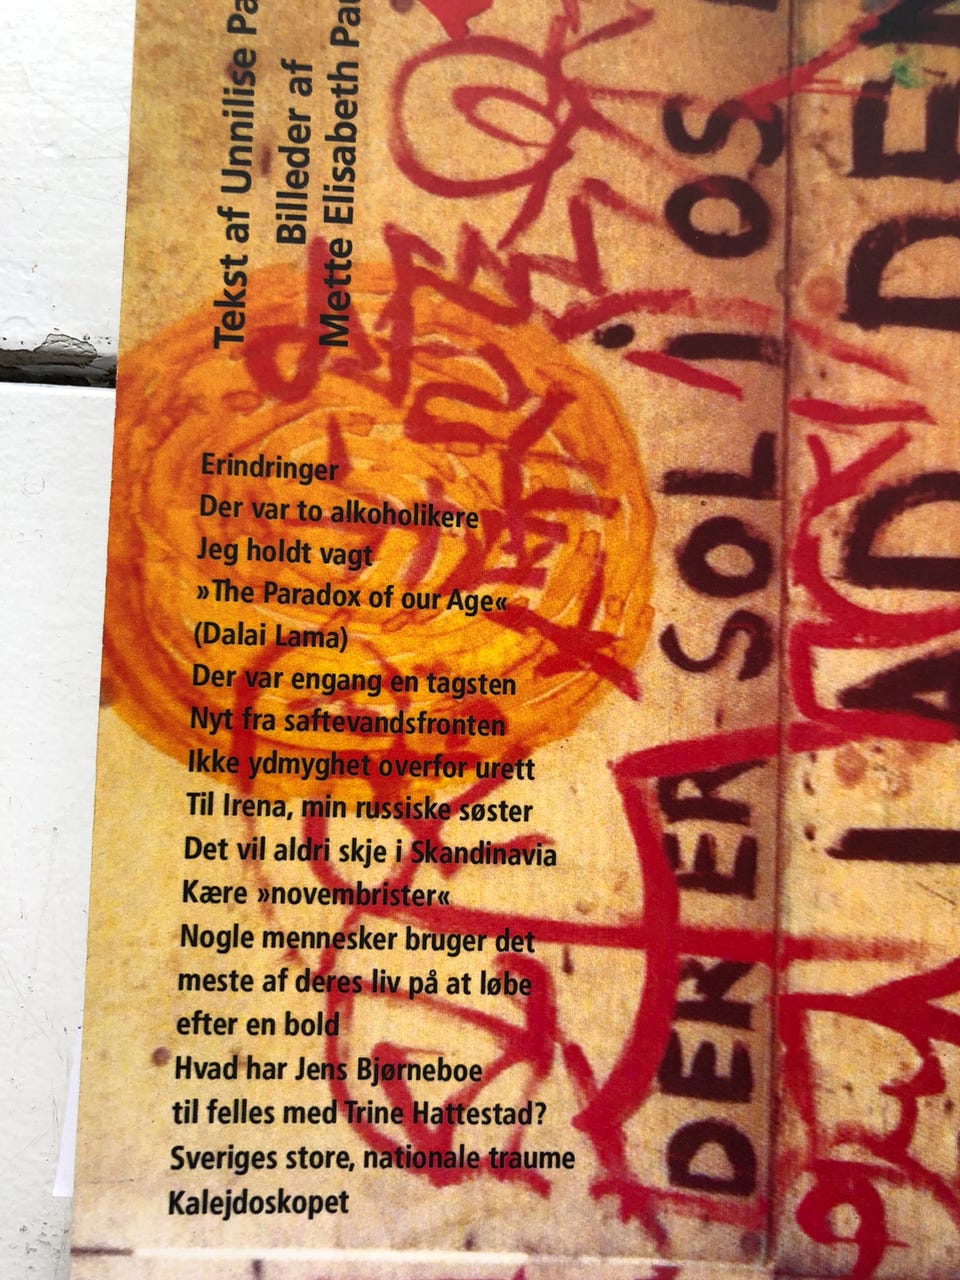 Tekst af Unnilise
Billeder af
Mette Elisabeth
Erindringer
Der var to alkoholikere
Jeg holdt vagt
»The Paradox of our Age«
(Dalai Lama)
Der var engang en tagsten
Nyt fra saftevandsfronten
Ikke ydmyghet overfor urett
Til Irena, min russiske søster
Det vil aldri skje i Skandinavia
Kære »novembrister«
Nogle mennesker bruger det
meste af deres liv på at løbe
efter en bold
Hvad har Jens Bjørneboe
til felles med Trine Hattestad?
Sveriges store, nationale traume
Kalejdoskopet
DER ER SOL i OS